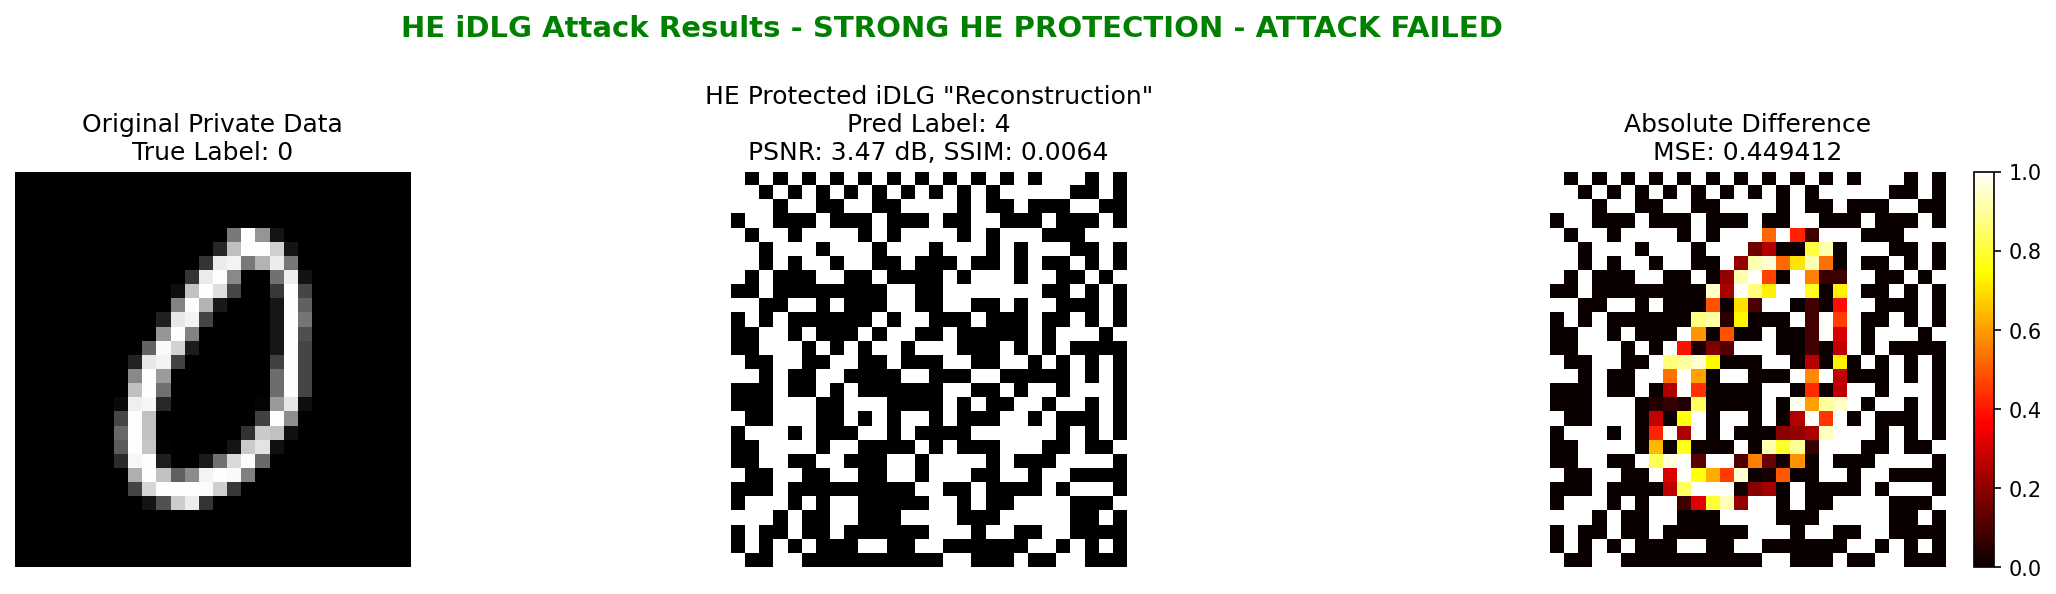 HE iDLG Attack Results - STRONG HE PROTECTION - ATTACK FAILED
Original Private Data
True Label: 0
HE Protected iDLG "Reconstruction"
Pred Label: 4
PSNR: 3.47 dB, SSIM: 0.0064
Absolute Difference
MSE: 0.449412
1.0
0.8
0.6
0.4
0.2
0.0